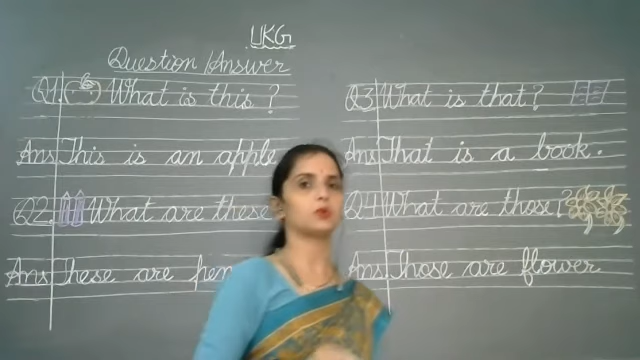 UKG
Question/Answer
Q1. What is this ?
Ans This is an apple
Q2. What are these
Ans These are pen
Q3 What is that?
Ans That is a book.
Q4 What are those?
Ans Those are flower